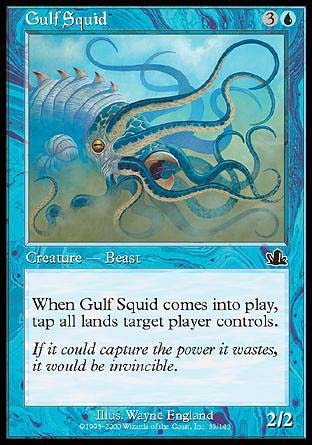 Gulf Squid 3
Creature — Beast
When Gulf Squid comes into play,
tap all lands target player controls.
If it could capture the power it wastes,
it would be invincible.
Illus. Wayne England
©1993-2000 Wizards of the Coast, Inc. 35/143
2/2